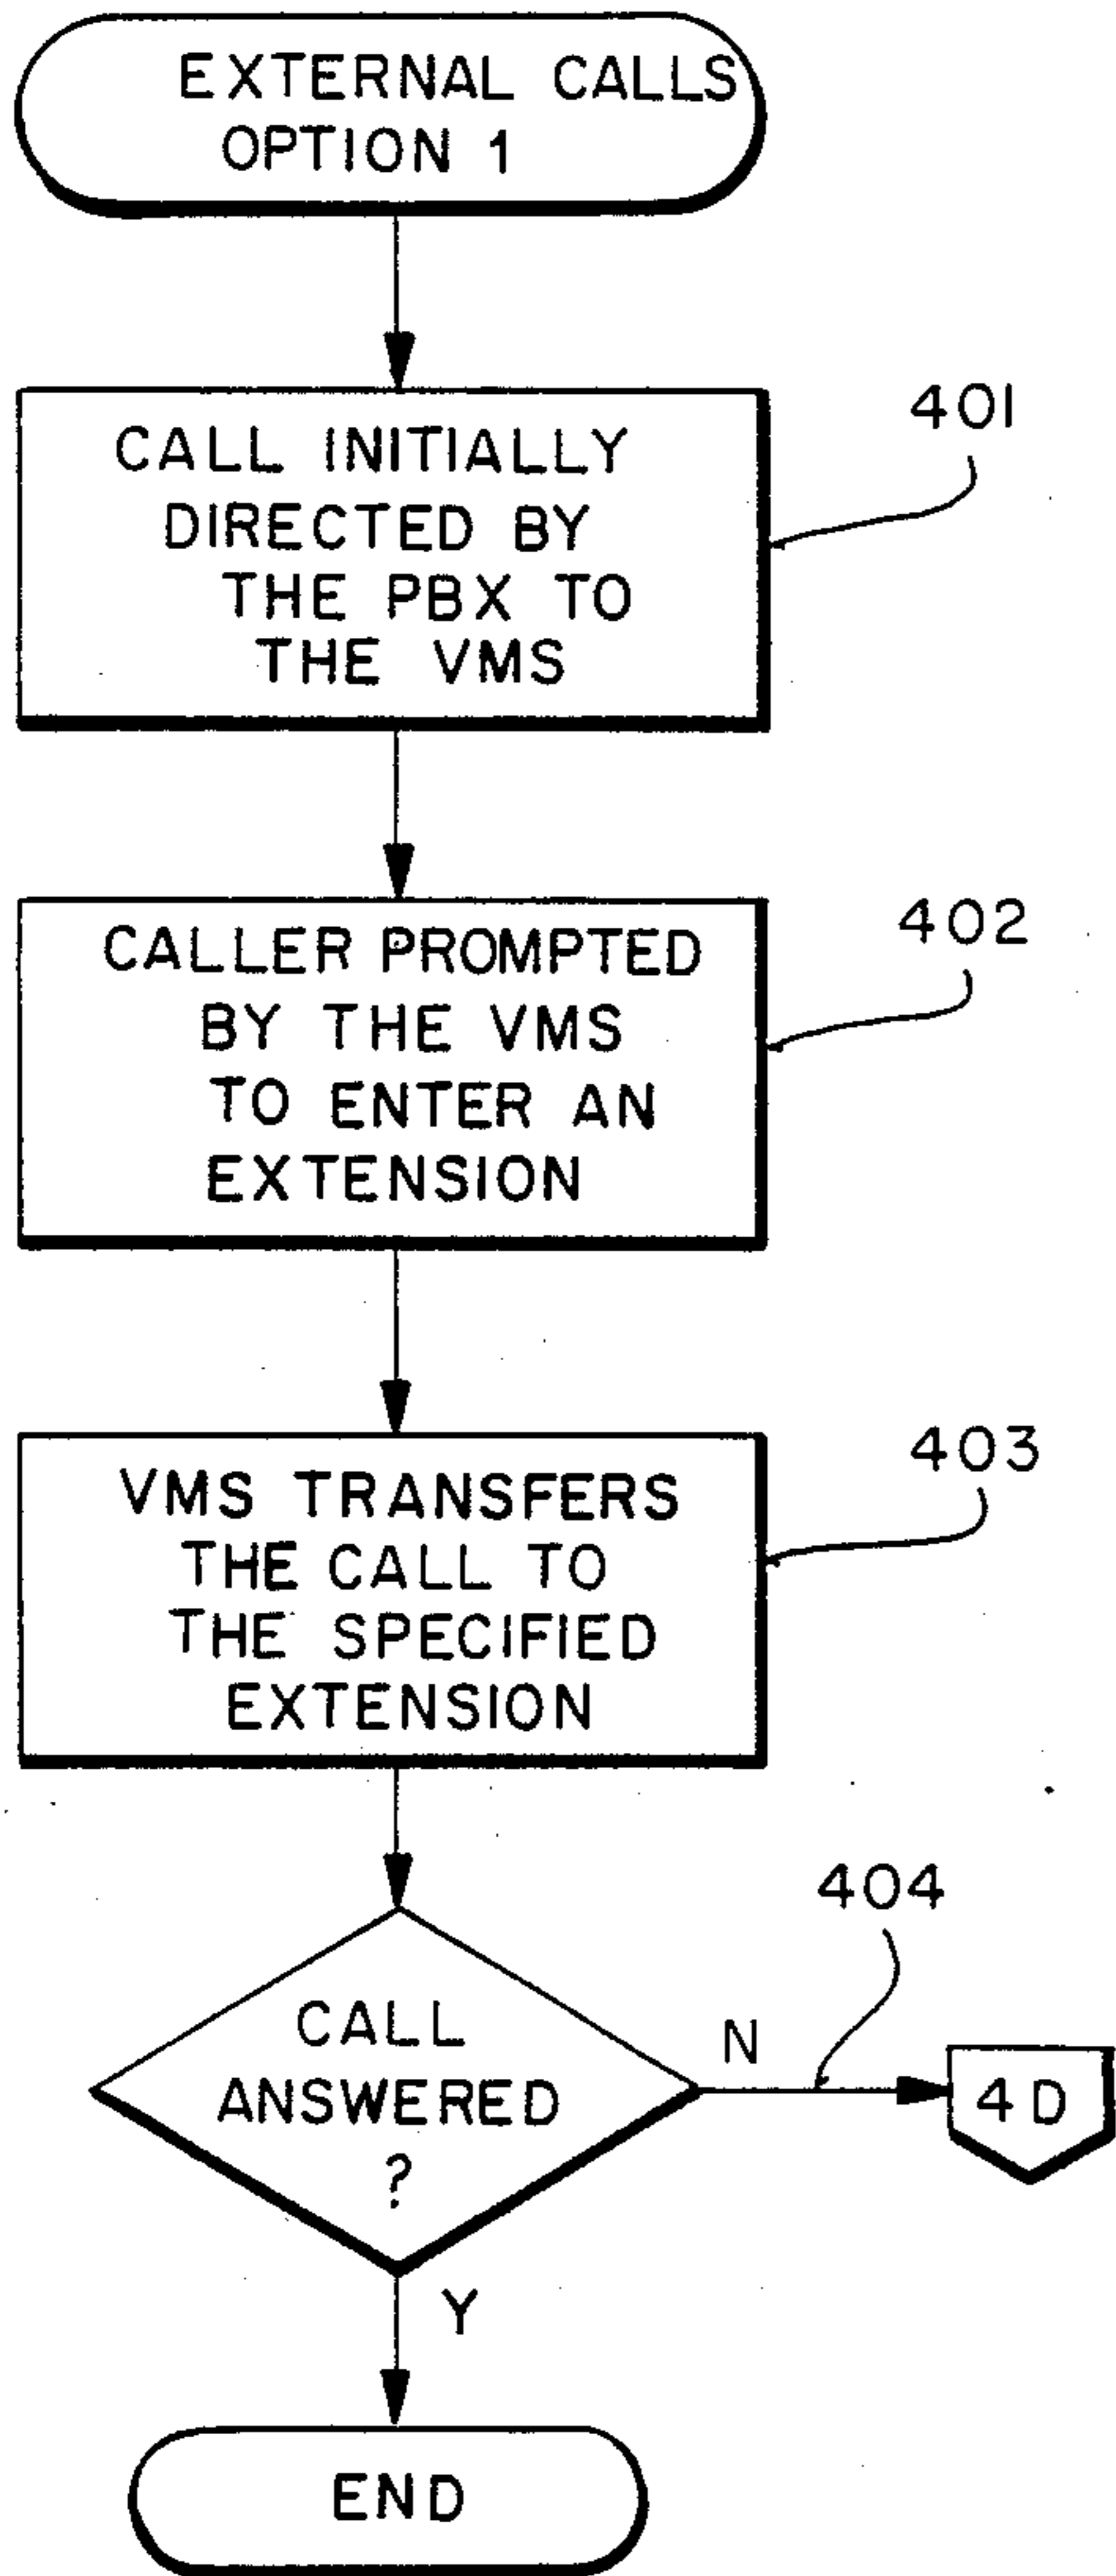 EXTERNAL CALLS
OPTION 1
401
CALL INITIALLY
DIRECTED BY
THE PBX TO
THE VMS
402
CALLER PROMPTED
BY THE VMS
TO ENTER AN
EXTENSION
403
VMS TRANSFERS
THE CALL TO
THE SPECIFIED
EXTENSION
404
CALL
ANSWERED
?
N
4D
Y
END